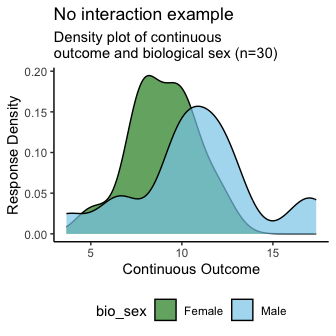 No interaction example
Density plot of continuous
outcome and biological sex (n=30)
Response Density
0.20
0.15
0.10
0.05
0.00
5 10 15
Continuous Outcome
bio_sex Female Male